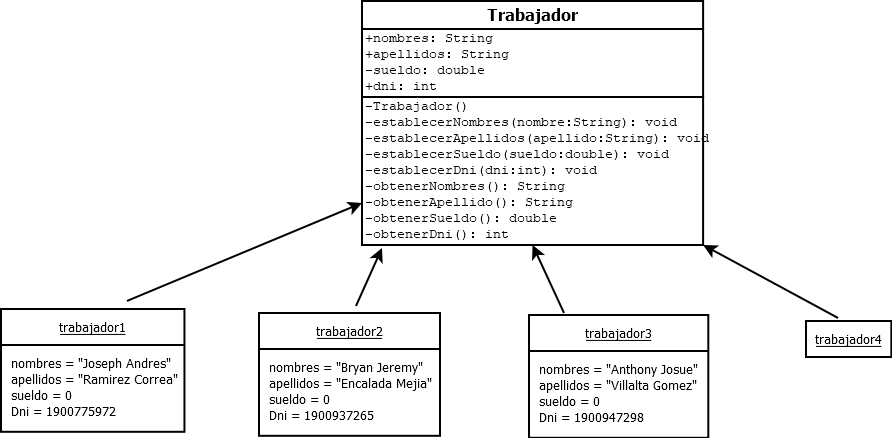 Trabajador
+nombres: String
+apellidos: String
-sueldo: double
+dni: int
-Trabajador()
-establecerNombres(nombre:String): void
-establecerApellidos(apellido:String): void
-establecerSueldo(sueldo:double): void
-establecerDni(dni:int): void
-obtenerNombres(): String
-obtenerApellido(): String
-obtenerSueldo(): double
-obtenerDni(): int
trabajador1
nombres = "Joseph Andres"
apellidos = "Ramirez Correa"
sueldo = 0
Dni = 1900775972
trabajador2
nombres = "Bryan Jeremy"
apellidos = "Encalada Mejia"
sueldo = 0
Dni = 1900937265
trabajador3
nombres = "Anthony Josue"
apellidos = "Villalta Gomez"
sueldo = 0
Dni = 1900947298
trabajador4